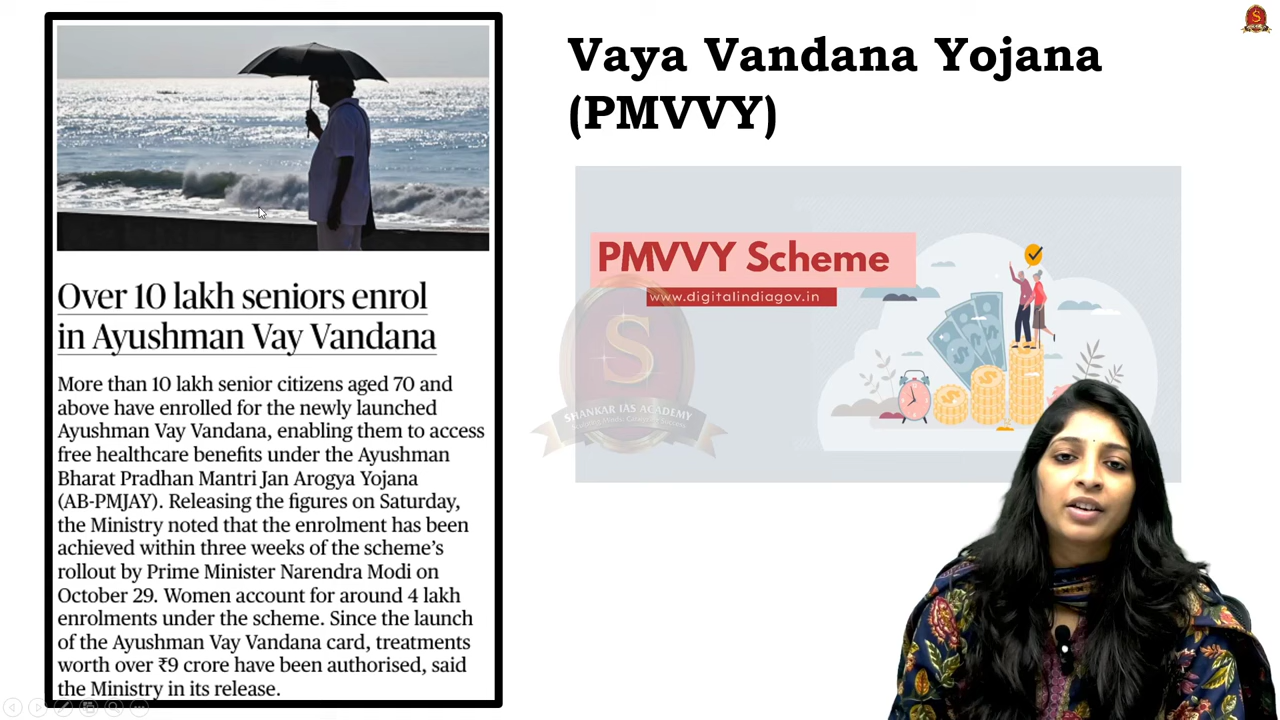 Vaya Vandana Yojana
(PMVVY)
PMVVY Scheme
www.digitalindiagov.in
S
SHANKAR IAS ACADEMY
Over 10 lakh seniors enrol
in Ayushman Vay Vandana
More than 10 lakh senior citizens aged 70 and
above have enrolled for the newly launched
Ayushman Vay Vandana, enabling them to access
free healthcare benefits under the Ayushman
Bharat Pradhan Mantri Jan Arogya Yojana
(AB-PMJAY). Releasing the figures on Saturday,
the Ministry noted that the enrolment has been
achieved within three weeks of the scheme’s
rollout by Prime Minister Narendra Modi on
October 29. Women account for around 4 lakh
enrolments under the scheme. Since the launch
of the Ayushman Vay Vandana card, treatments
worth over ₹9 crore have been authorised, said
the Ministry in its release.